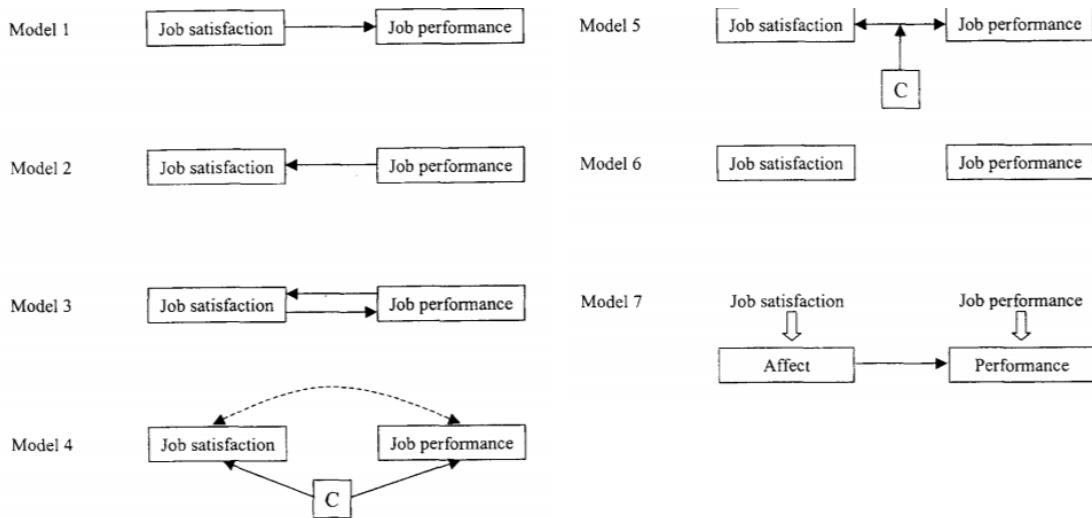 Model 1 Job satisfaction Job performance
Model 2 Job satisfaction Job performance
Model 3 Job satisfaction Job performance
Model 4 Job satisfaction Job performance
C
Model 5 Job satisfaction Job performance
C
Model 6 Job satisfaction Job performance
Model 7 Job satisfaction Job performance
Affect Performance